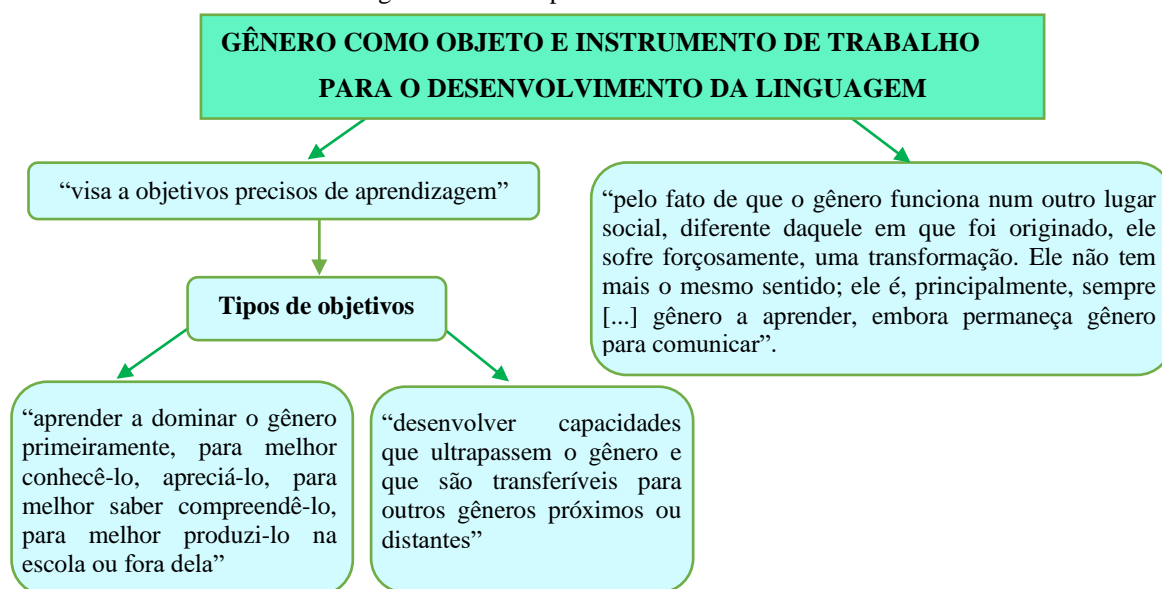 GÊNERO COMO OBJETO E INSTRUMENTO DE TRABALHO
PARA O DESENVOLVIMENTO DA LINGUAGEM
“visa a objetivos precisos de aprendizagem”
“pelo fato de que o gênero funciona num outro lugar
social, diferente daquele em que foi originado, ele
sofre forçosamente, uma transformação. Ele não tem
mais o mesmo sentido; ele é, principalmente, sempre
[...] gênero a aprender, embora permaneça gênero
para comunicar”.
Tipos de objetivos
“aprender a dominar o gênero
primeiramente, para melhor
conhecê-lo, apreciá-lo, para
melhor saber compreendê-lo,
para melhor produzi-lo na
escola ou fora dela”
“desenvolver capacidades
que ultrapassem o gênero e
que são transferíveis para
outros gêneros próximos ou
distantes”